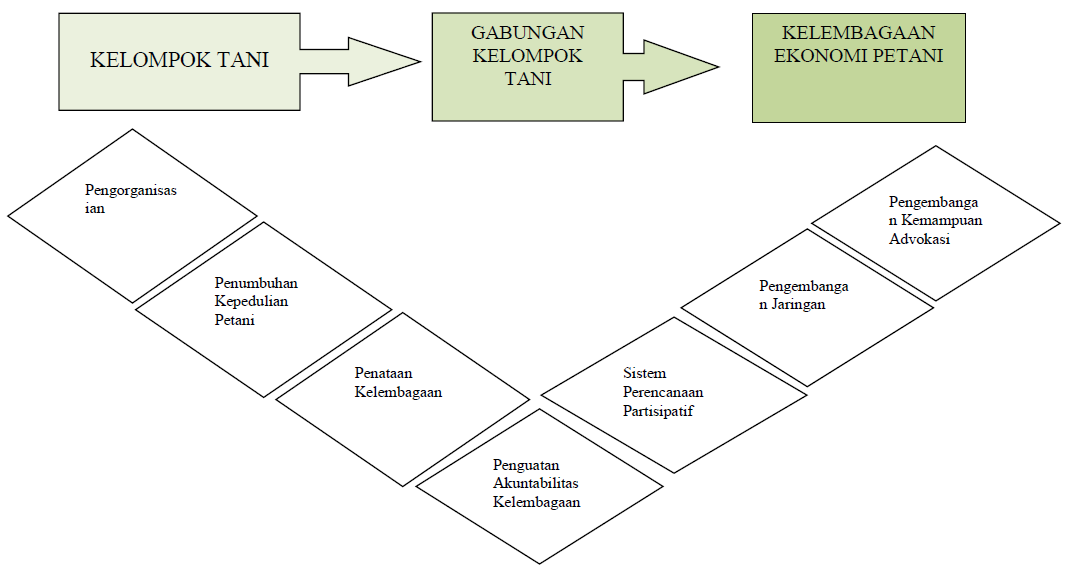 KELOMPOK TANI
GABUNGAN
KELOMPOK
TANI
KELEMBAGAAN
EKONOMI PETANI
Pengorganisas
ian
Penumbuhan
Kepedulian
Petani
Penataan
Kelembagaan
Penguatan
Akuntabilitas
Kelembagaan
Sistem
Perencanaan
Partisipatif
Pengembanga
n Jaringan
Pengembanga
n Kemampuan
Advokasi